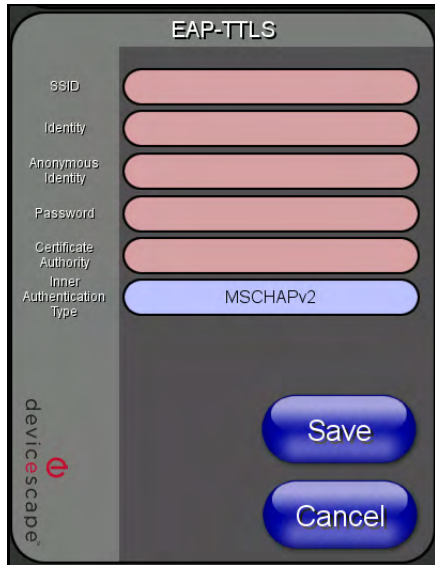 EAP-TTLS
SSID
Identity
Anonymous
Identity
Password
Certificate
Authority
Inner
Authentication
Type
MSCHAPv2
Save
Cancel
devicescape